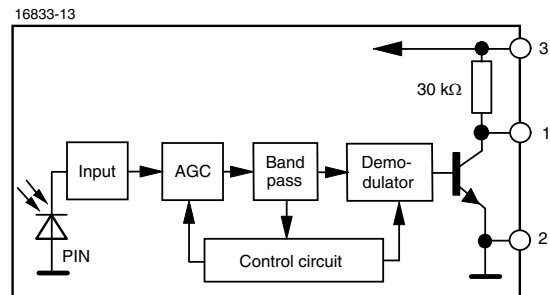 16833-13
3
30 kΩ
1
Input
AGC
Band
pass
Demo-
dulator
2
PIN
Control circuit